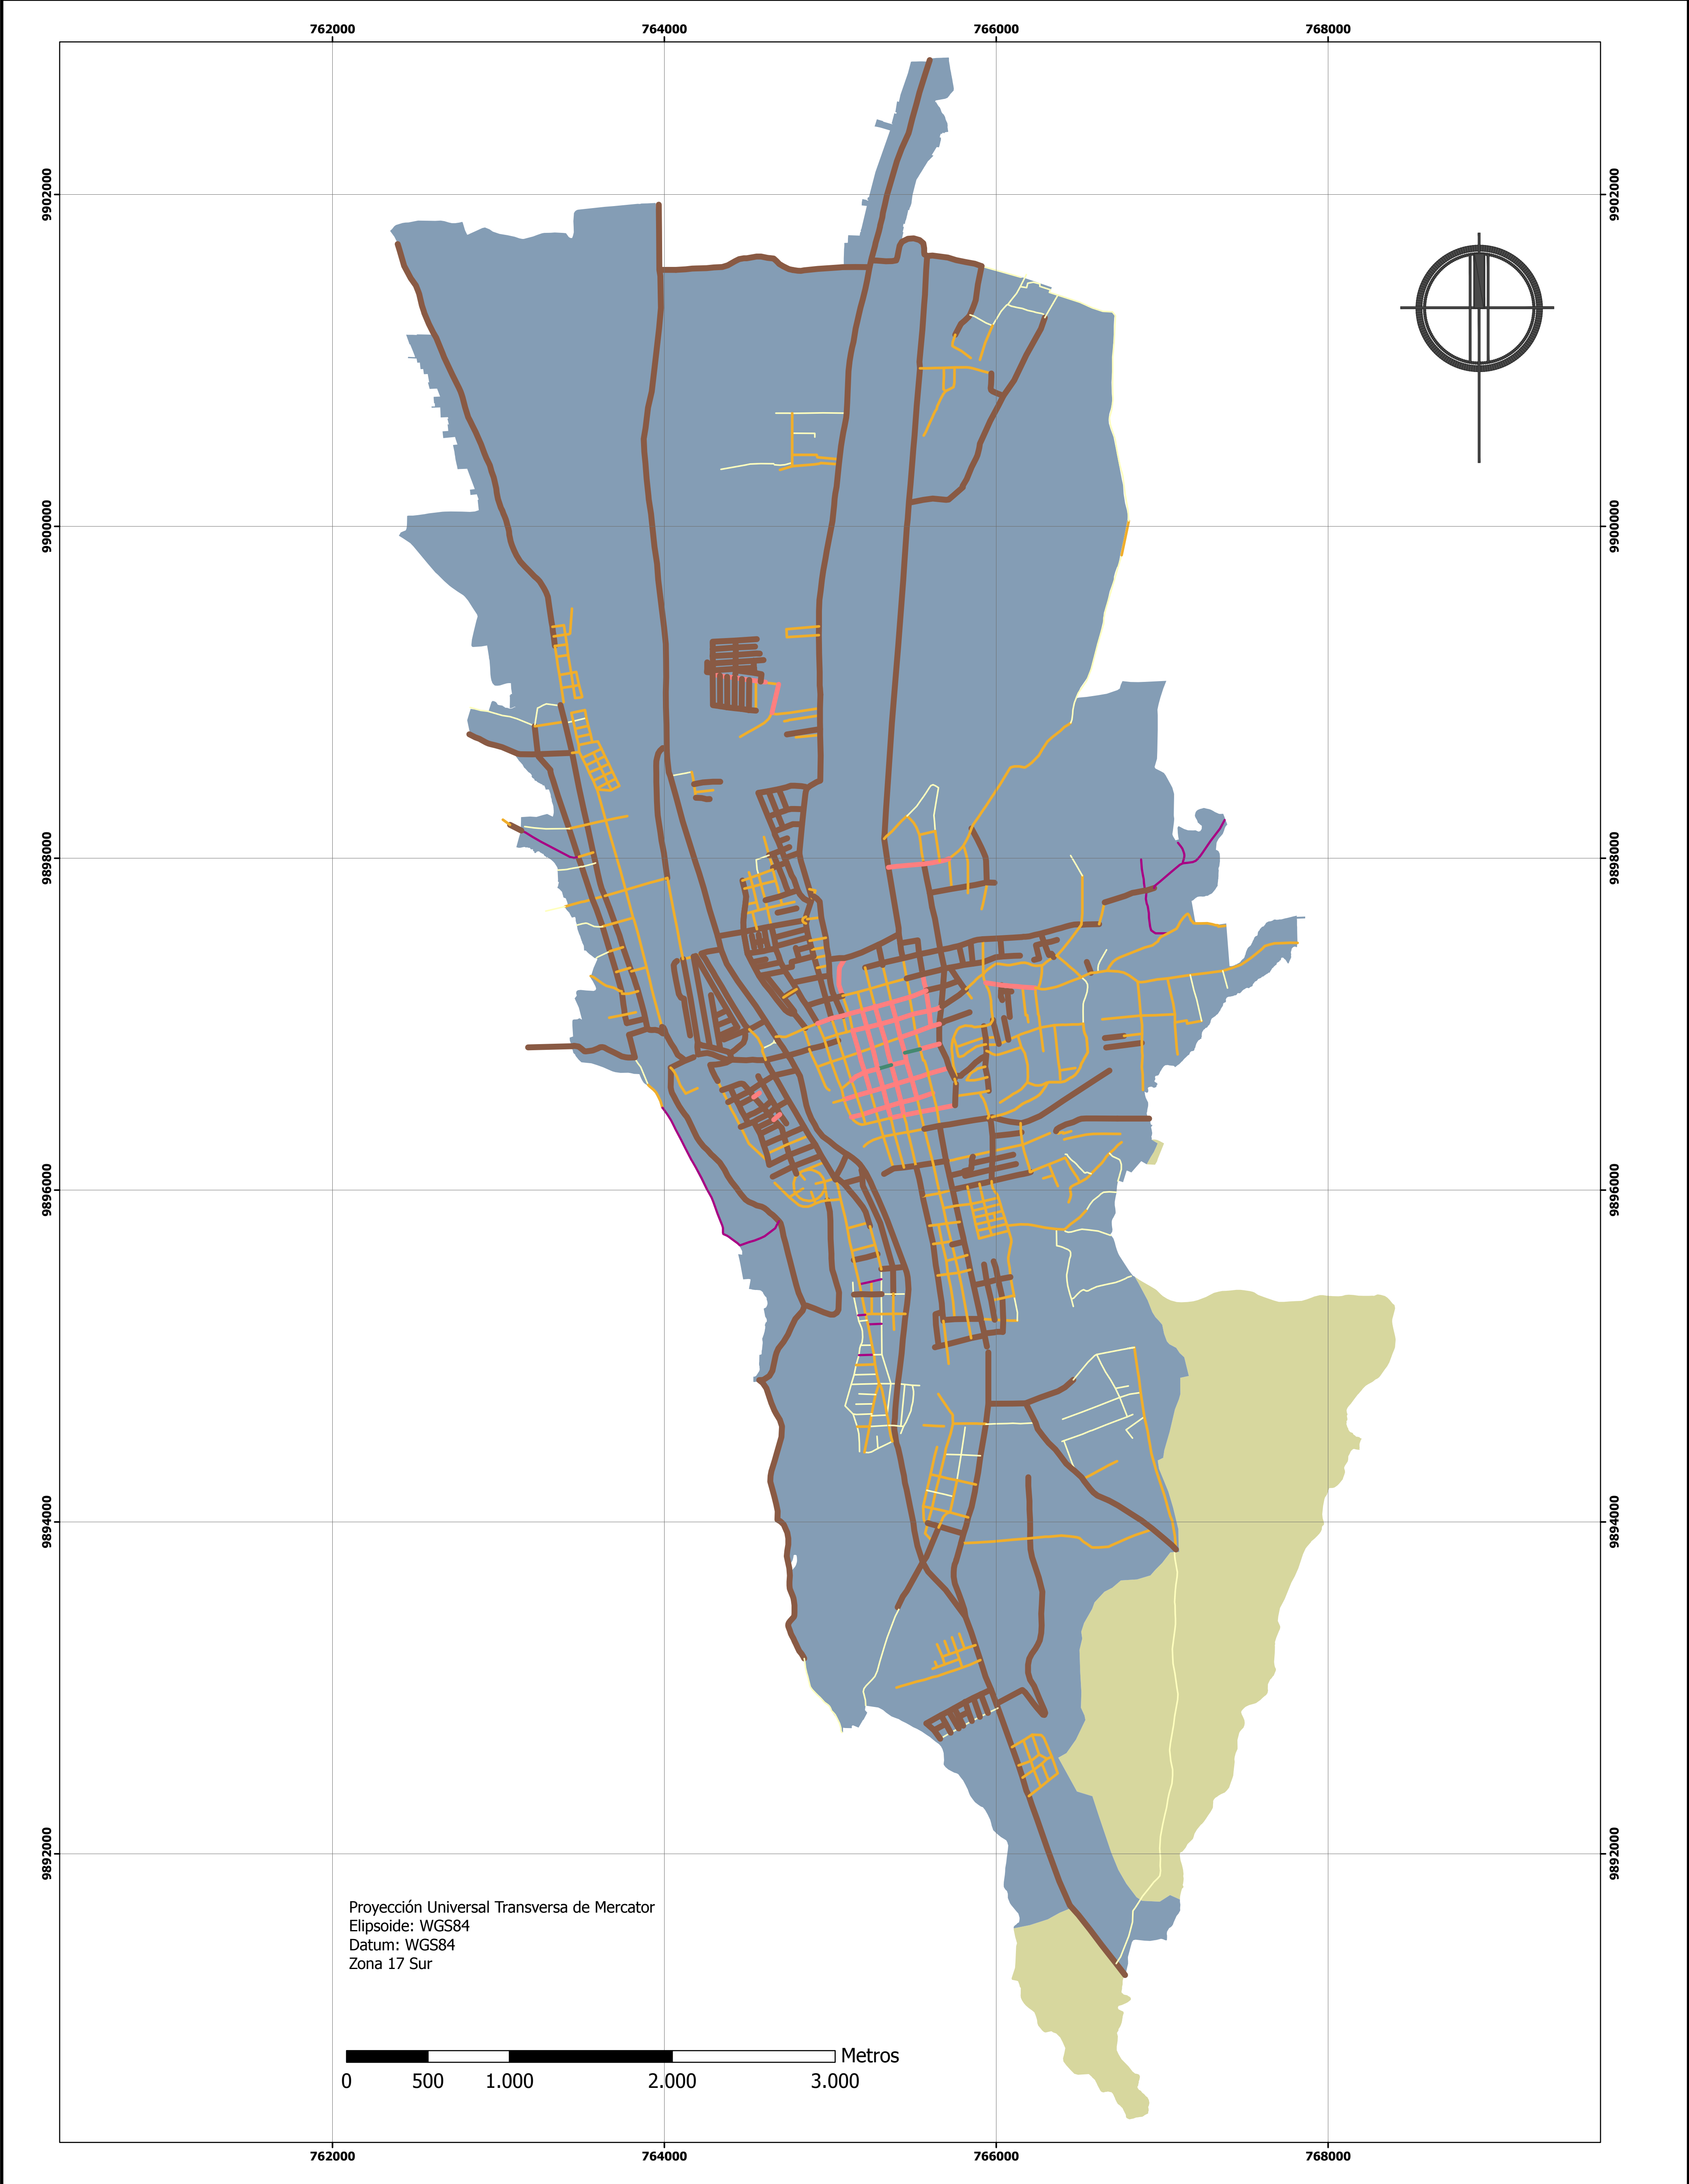 762000 764000 766000 768000
9902000 9902000
9900000 9900000
9898000 9898000
9896000 9896000
9894000 9894000
9892000 9892000
Proyección Universal Transversa de Mercator
Elipsoide: WGS84
Datum: WGS84
Zona 17 Sur
Metros
0 500 1.000 2.000 3.000
762000 764000 766000 768000